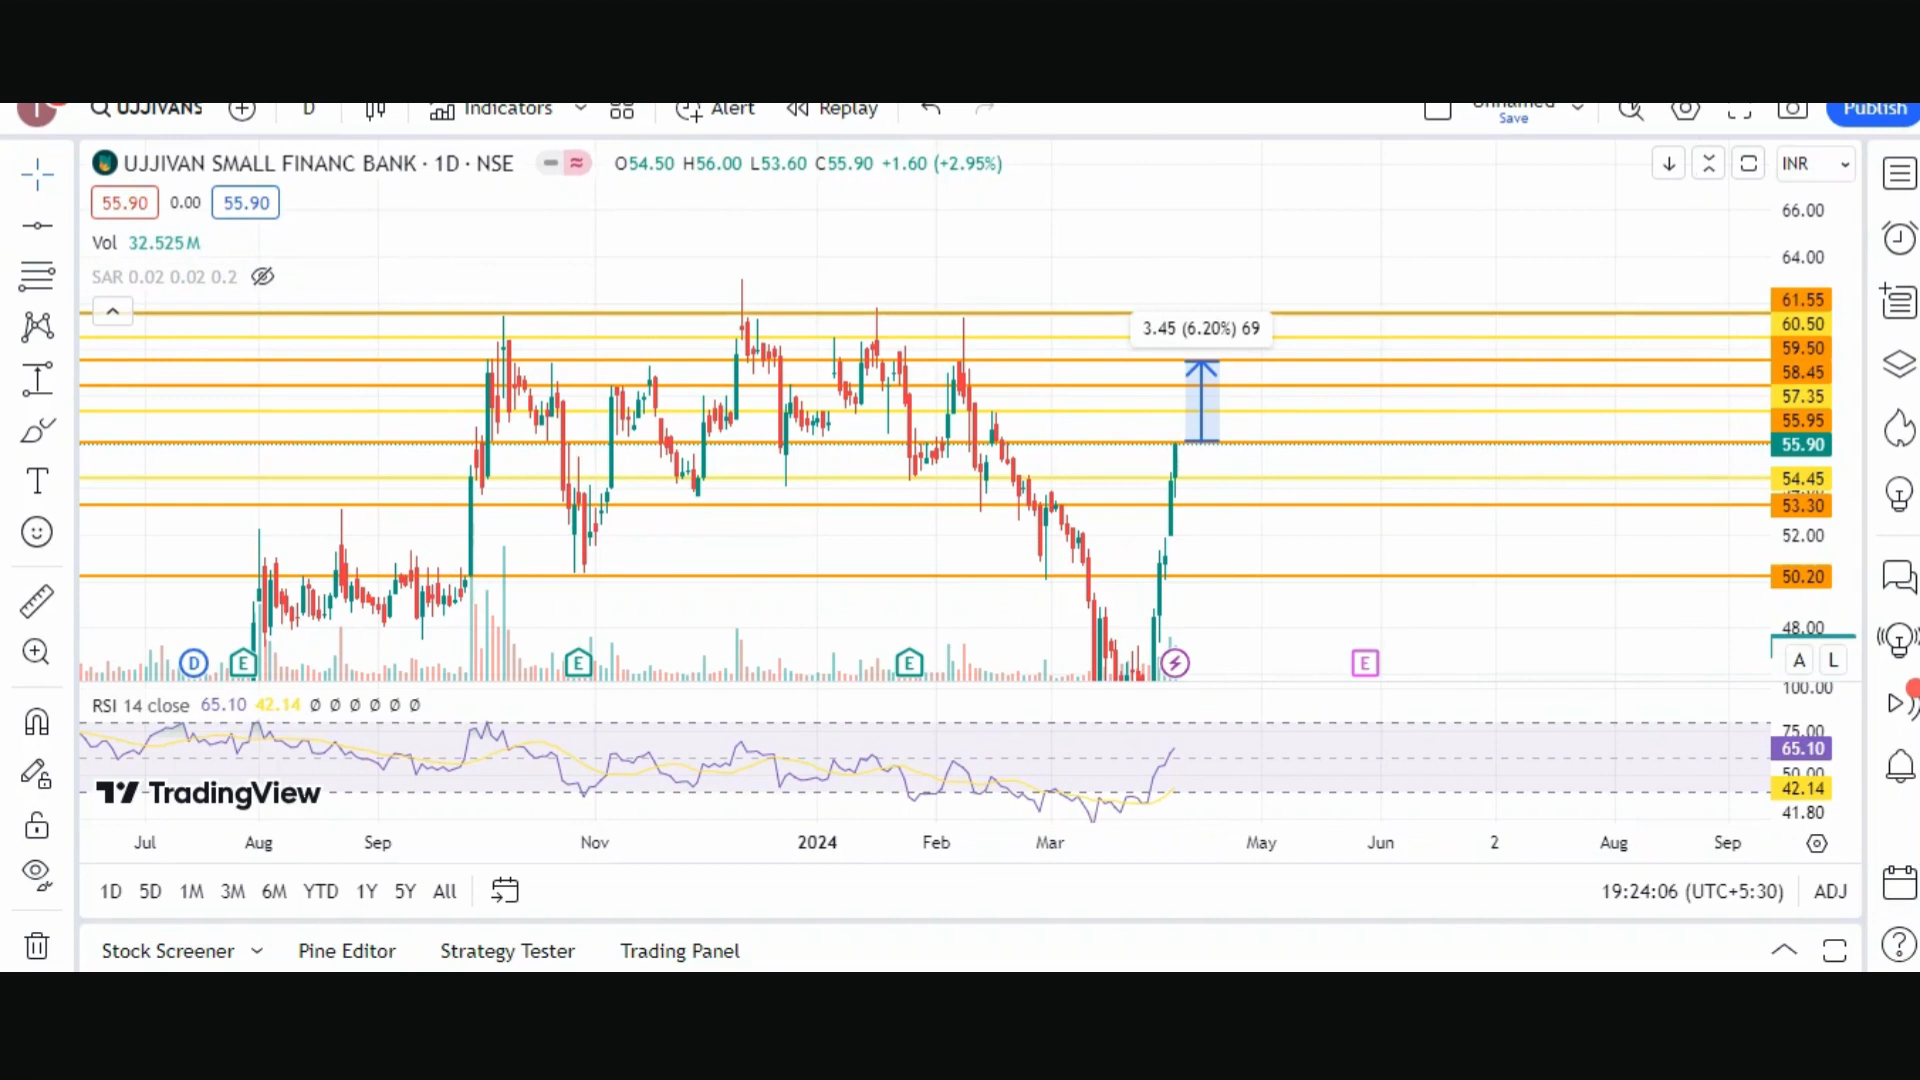 T UJJIVANS D Indicators Alert Replay Unnamed Save Publish
UJJIVAN SMALL FINANC BANK · 1D · NSE O54.50 H56.00 L53.60 C55.90 +1.60 (+2.95%) INR
55.90 0.00 55.90
Vol 32.525M
SAR 0.02 0.02 0.2
3.45 (6.20%) 69
66.00
64.00
61.55
60.50
59.50
58.45
57.35
55.95
55.90
54.45
53.30
52.00
50.20
48.00
D E E E E A L
RSI 14 close 65.10 42.14 Ø Ø Ø Ø Ø Ø
100.00
75.00
65.10
50.00
42.14
41.80
TradingView
Jul Aug Sep Nov 2024 Feb Mar May Jun 2 Aug Sep
1D 5D 1M 3M 6M YTD 1Y 5Y All 19:24:06 (UTC+5:30) ADJ
Stock Screener Pine Editor Strategy Tester Trading Panel